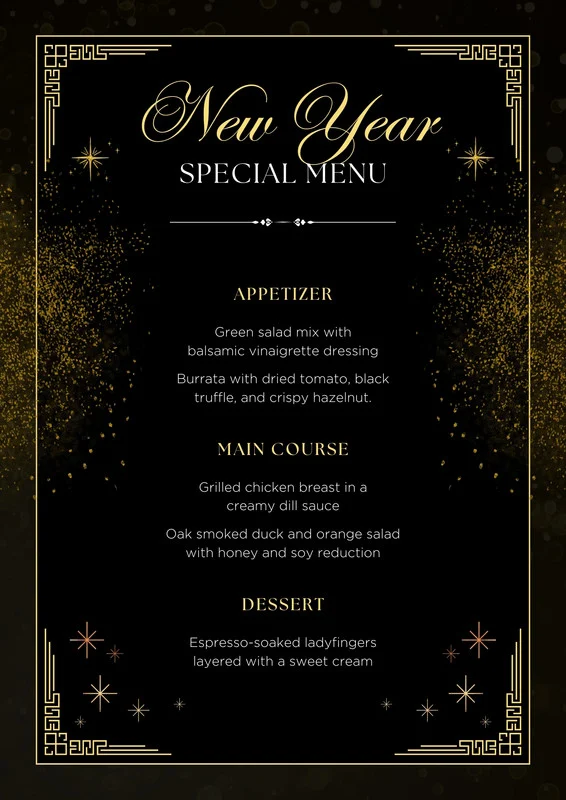 New Year
SPECIAL MENU
APPETIZER
Green salad mix with
balsamic vinaigrette dressing
Burrata with dried tomato, black
truffle, and crispy hazelnut.
MAIN COURSE
Grilled chicken breast in a
creamy dill sauce
Oak smoked duck and orange salad
with honey and soy reduction
DESSERT
Espresso-soaked ladyfingers
layered with a sweet cream